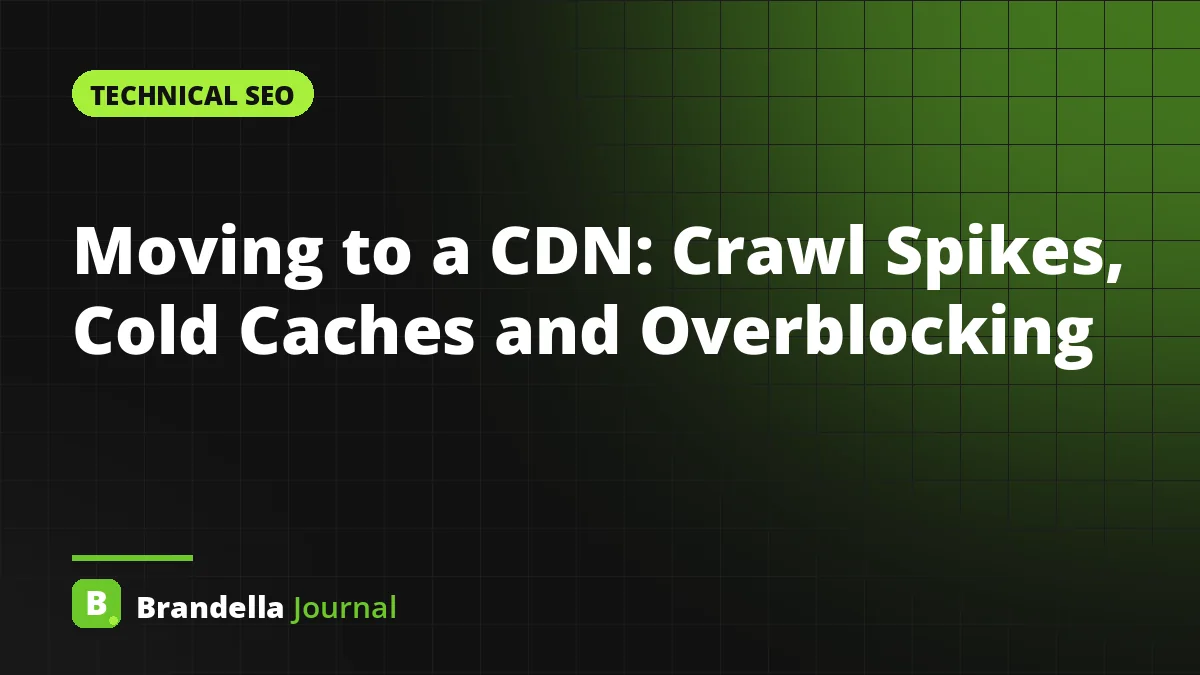 TECHNICAL SEO
Moving to a CDN: Crawl Spikes,
Cold Caches and Overblocking
B
Brandella Journal